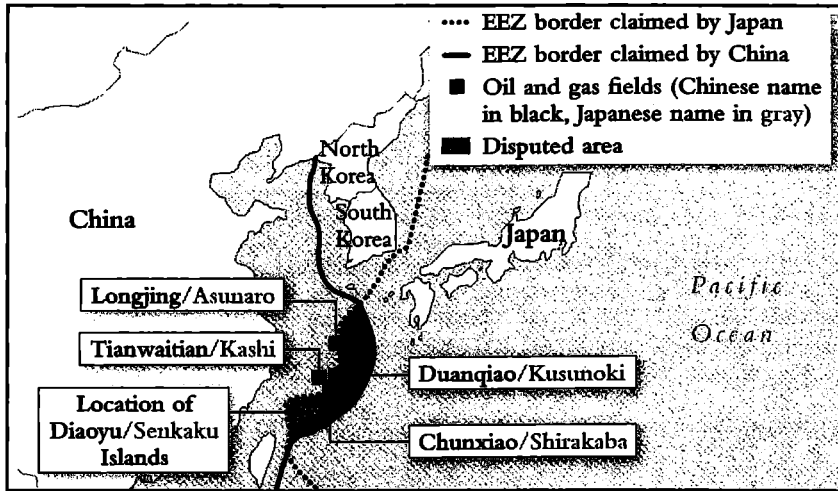 EEZ border claimed by Japan
EEZ border claimed by China
Oil and gas fields (Chinese name
in black, Japanese name in gray)
Disputed area
North
Korea
South
Korea
China
Japan
Pacific
Ocean
Longjing/Asunaro
Tianwaitian/Kashi
Location of
Diaoyu/Senkaku
Islands
Duanqiao/Kusunoki
Chunxiao/Shirakaba